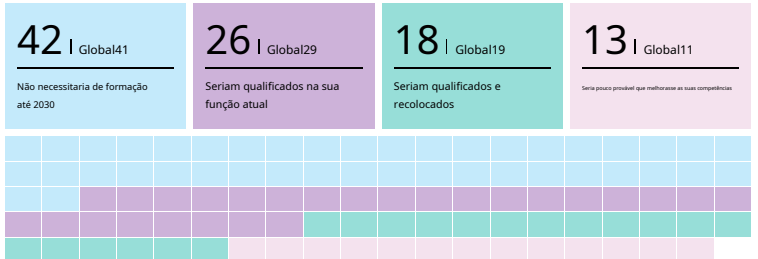 42 Global41
Não necessitaria de formação
até 2030
26 Global29
Seriam qualificados na sua
função atual
18 Global19
Seriam qualificados e
recolocados
13 Global11
Seria pouco provável que melhorasse as suas competências